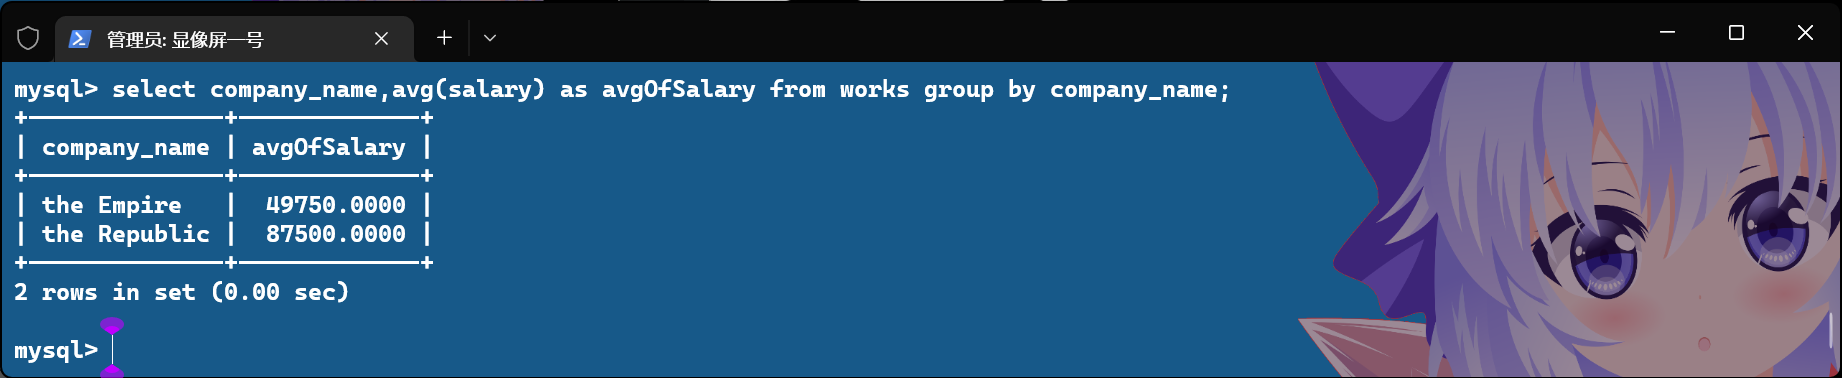 管理员: 显像屏一号
mysql> select company_name,avg(salary) as avgOfSalary from works group by company_name;
+--------------+-------------+
| company_name | avgOfSalary |
+--------------+-------------+
| the Empire   |  49750.0000 |
| the Republic |  87500.0000 |
+--------------+-------------+
2 rows in set (0.00 sec)
mysql>